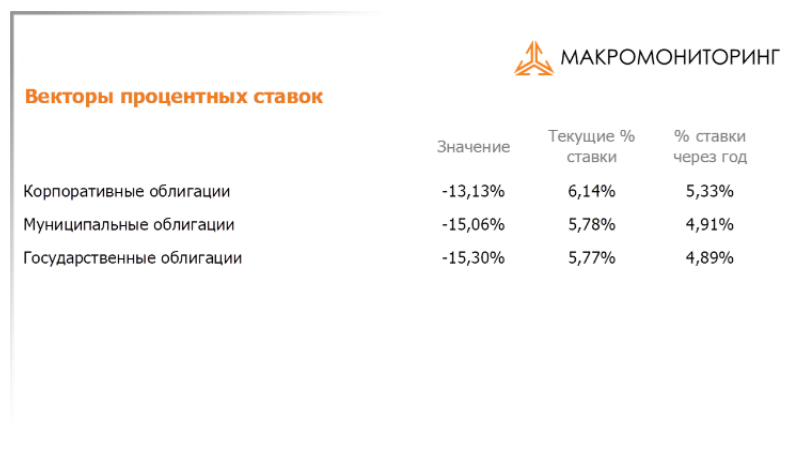 МАКРОМОНИТОРИНГ
Векторы процентных ставок
Значение Текущие % ставки % ставки через год
Корпоративные облигации -13,13% 6,14% 5,33%
Муниципальные облигации -15,06% 5,78% 4,91%
Государственные облигации -15,30% 5,77% 4,89%